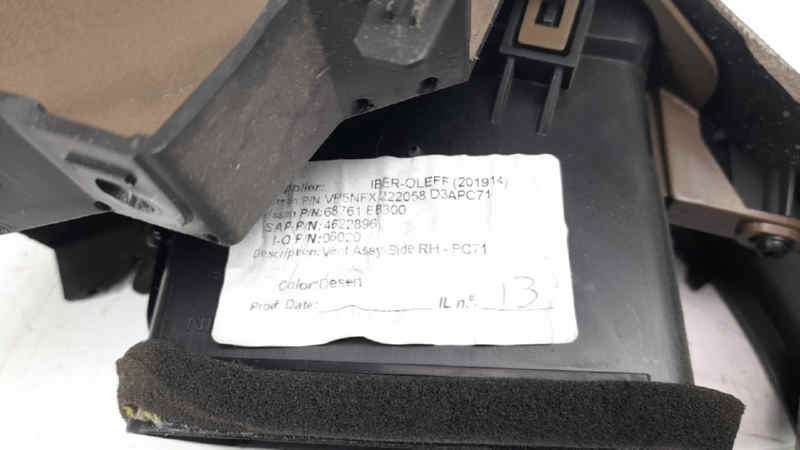 IBER-OLEFF (201914)
P/N: VP5NFX 222058 D3APC71
P/N: 68761 EB300
SAP P/N: 4622896
I-O P/N: 06020
Description: Vent Assy-Side RH - PC71
Color: Desert
Prod. Date:
IL n.º 13